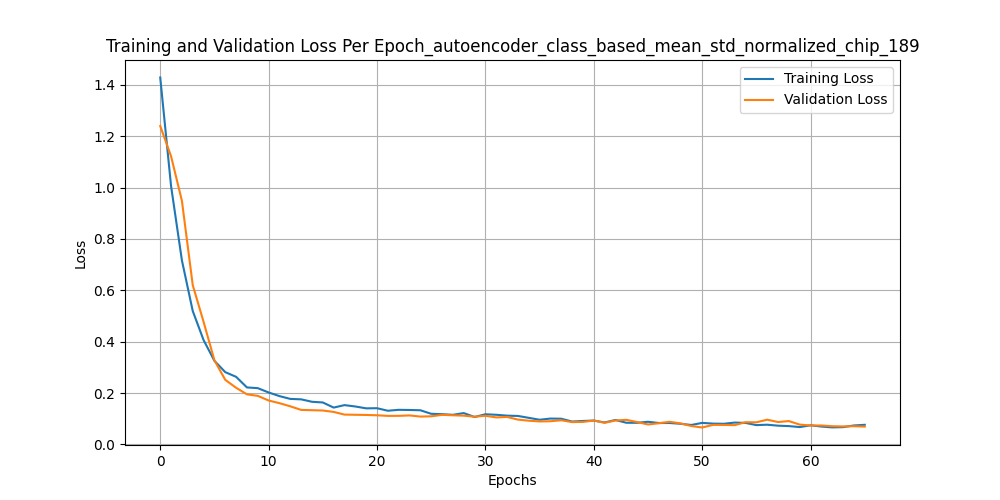 Training and Validation Loss Per Epoch_autoencoder_class_based_mean_std_normalized_chip_189
Training Loss
Validation Loss
1.4
1.2
1.0
0.8
0.6
0.4
0.2
0.0
Loss
0 10 20 30 40 50 60
Epochs